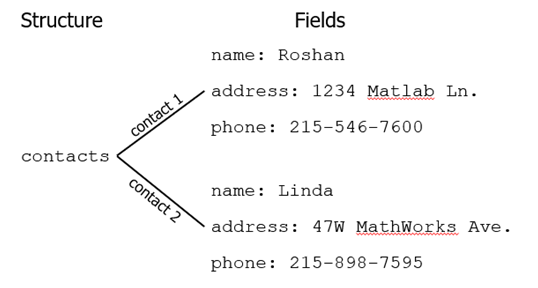 Structure
Fields
name: Roshan
address: 1234 Matlab Ln.
phone: 215-546-7600
contact 1
contacts
contact 2
name: Linda
address: 47W MathWorks Ave.
phone: 215-898-7595